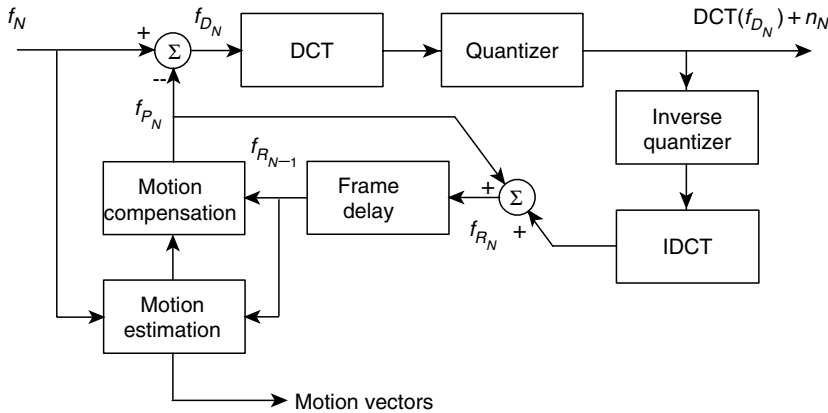 f_N
+
Σ
f_{D_N}
DCT
Quantizer
DCT(f_{D_N}) + n_N
--
f_{P_N}
Inverse
quantizer
f_{R_{N–1}}
Motion
compensation
Frame
delay
+
Σ
f_{R_N}
+
IDCT
Motion
estimation
Motion vectors